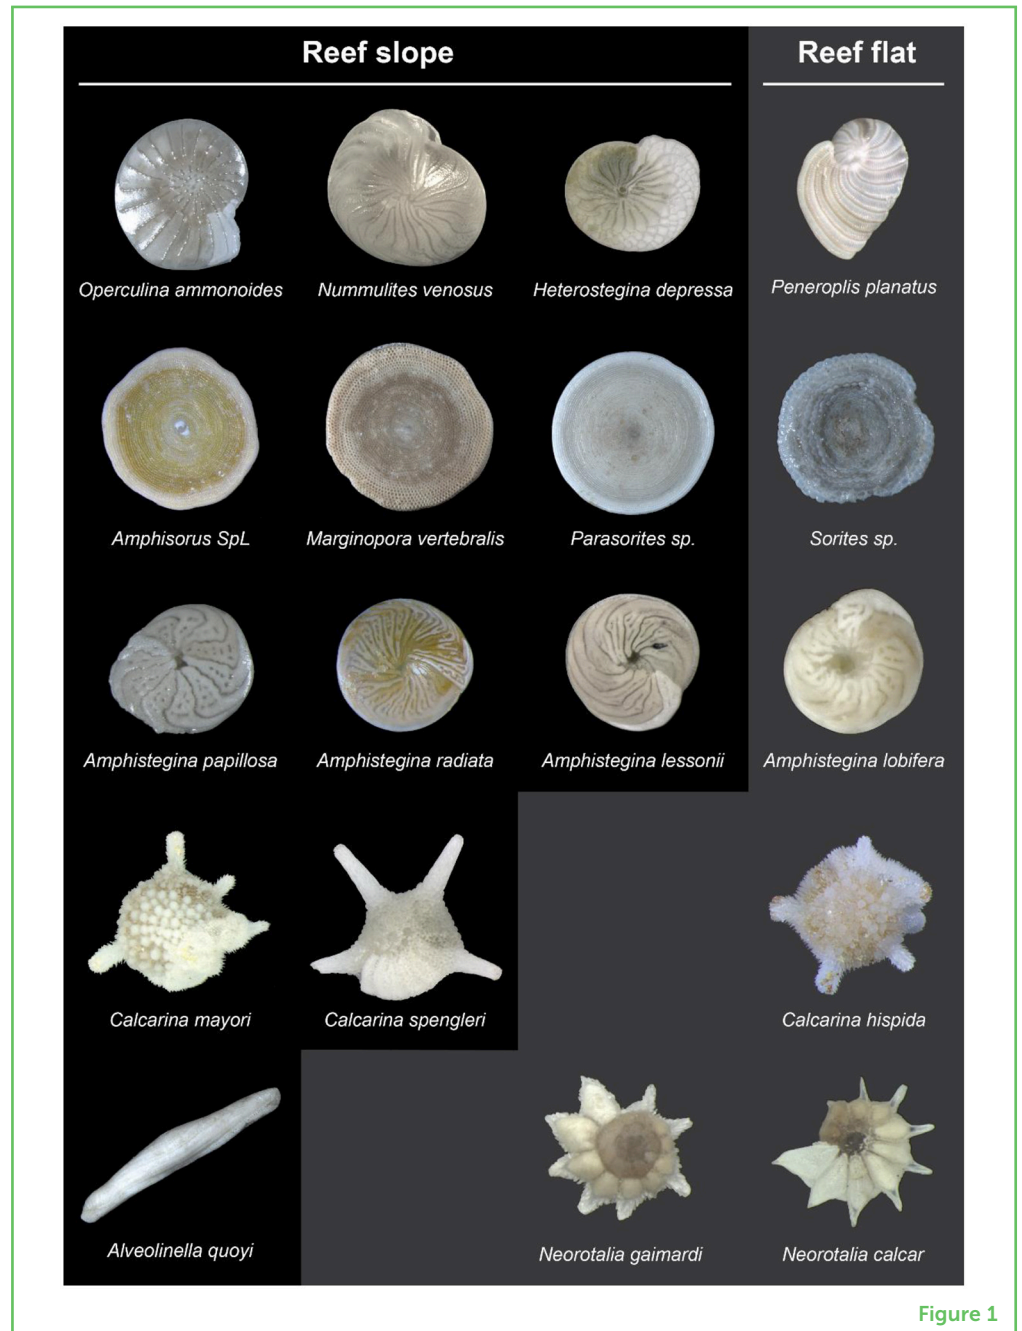 Reef slope
Reef flat
Operculina ammonoides
Nummulites venosus
Heterostegina depressa
Peneroplis planatus
Amphisorus SpL
Marginopora vertebralis
Parasorites sp.
Sorites sp.
Amphistegina papillosa
Amphistegina radiata
Amphistegina lessonii
Amphistegina lobifera
Calcarina mayori
Calcarina spengleri
Calcarina hispida
Alveolinella quoyi
Neorotalia gaimardi
Neorotalia calcar
Figure 1